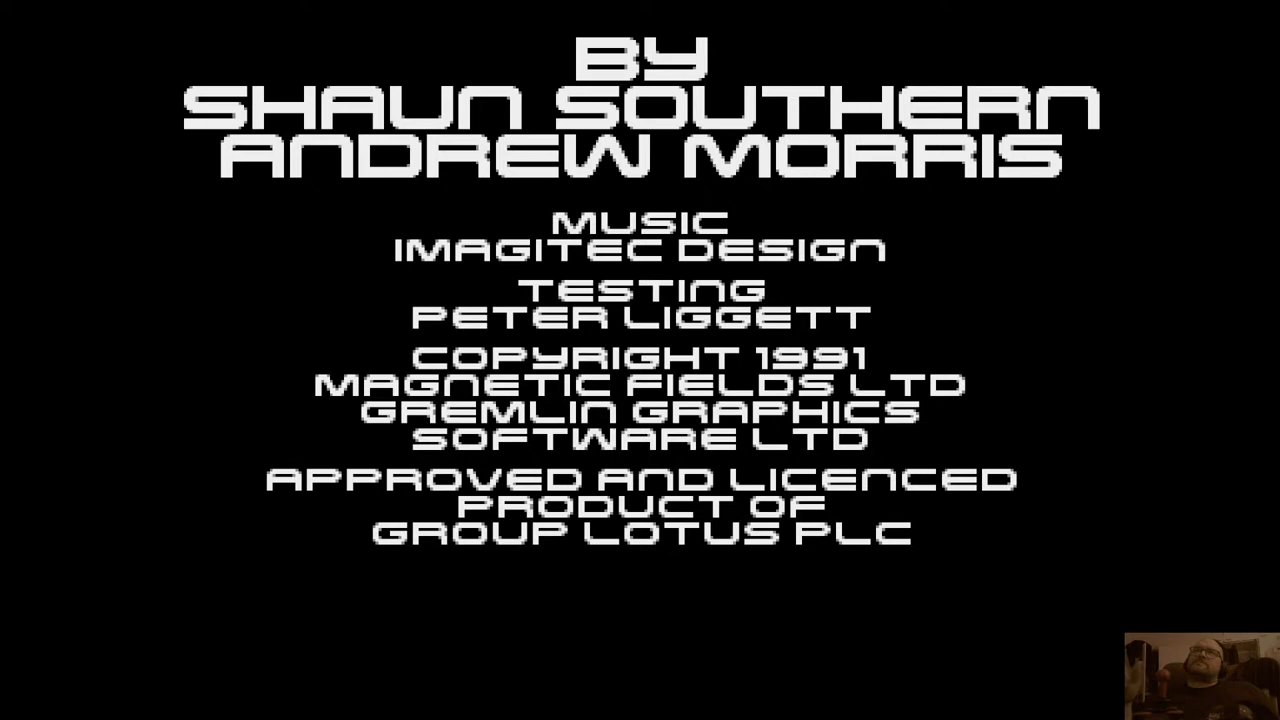 BY
SHAUN SOUTHERN
ANDREW MORRIS
MUSIC
IMAGITEC DESIGN
TESTING
PETER LIGGETT
COPYRIGHT 1991
MAGNETIC FIELDS LTD
GREMLIN GRAPHICS
SOFTWARE LTD
APPROVED AND LICENCED
PRODUCT OF
GROUP LOTUS PLC